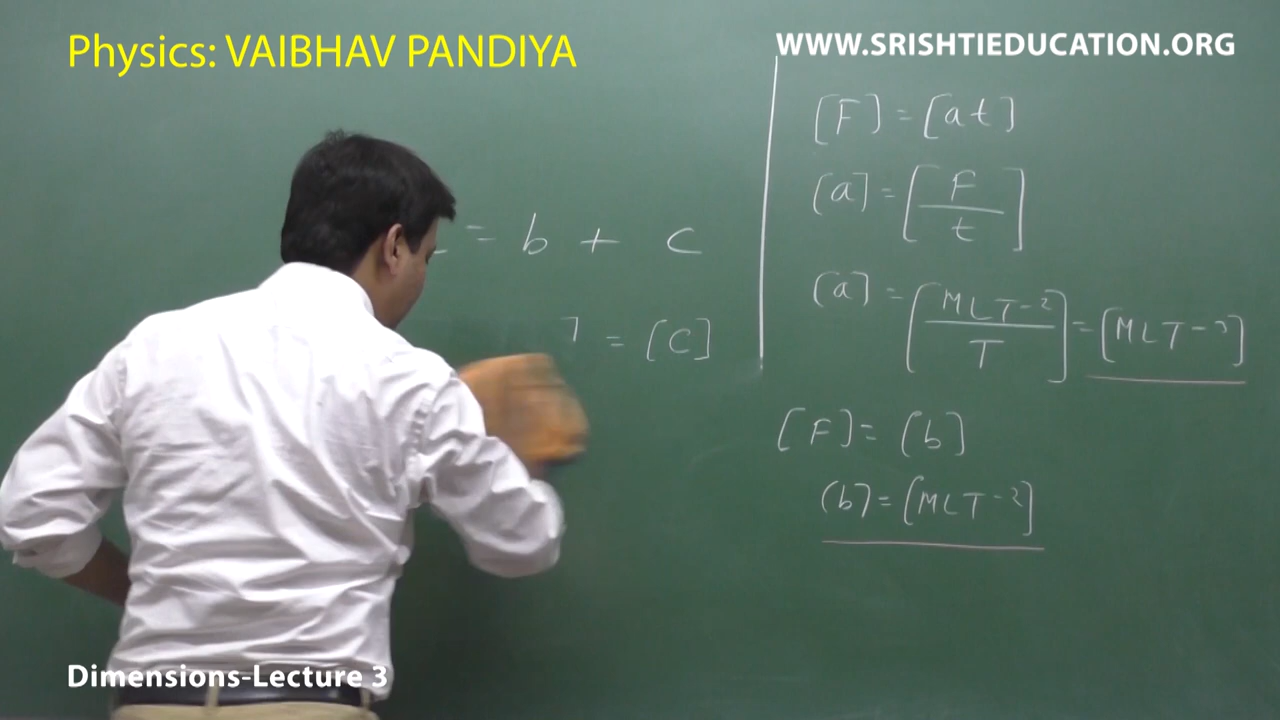 Physics: VAIBHAV PANDIYA
WWW.SRISHTIEDUCATION.ORG
= b + c
] = [C]
[F] = [at]
[a] = [F/t]
[a] = [MLT⁻²/T] = [MLT⁻³]
[F] = [b]
[b] = [MLT⁻²]
Dimensions-Lecture 3